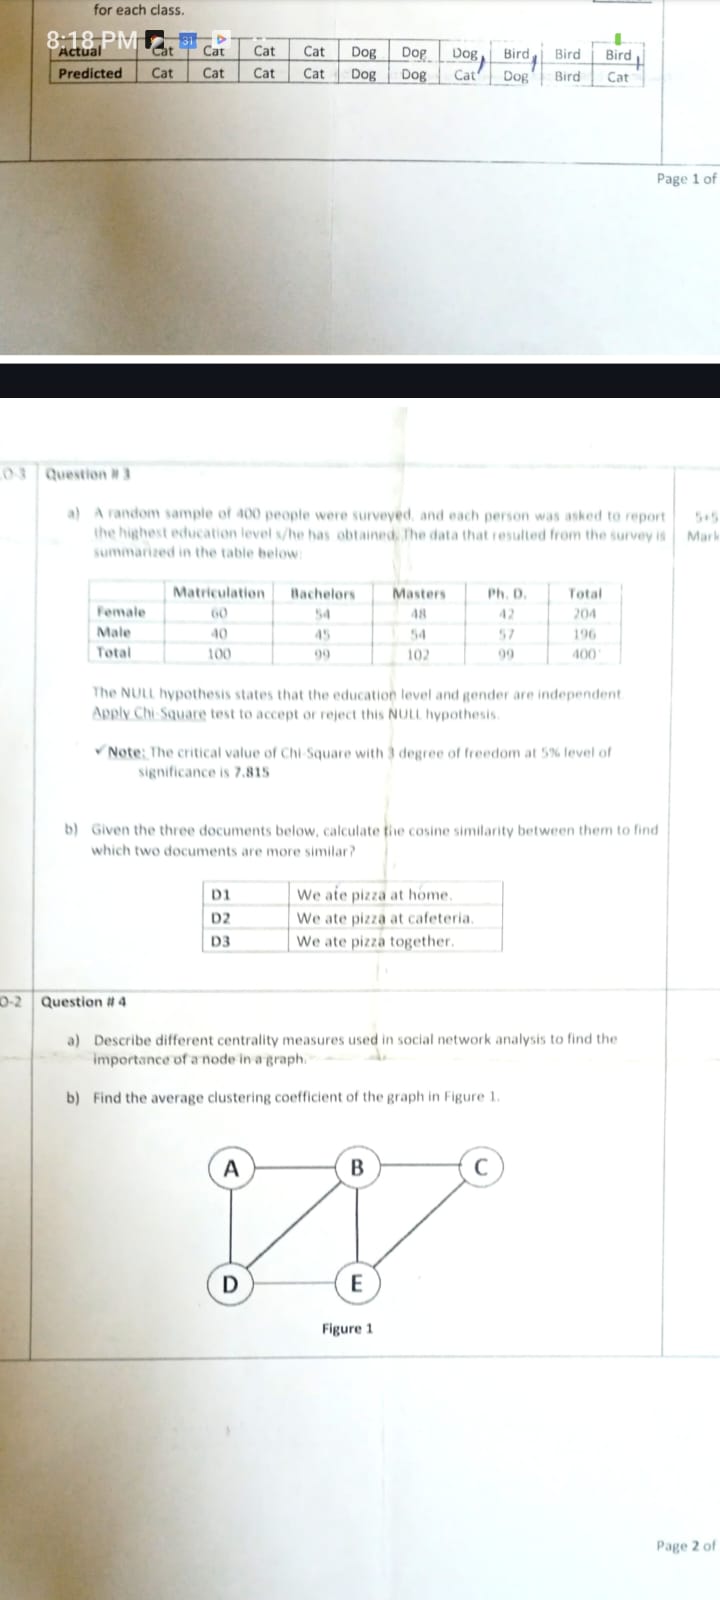 for each class.
8:18 PM 31
Actual Cat Cat Cat Cat Dog Dog Dog Bird Bird Bird
Predicted Cat Cat Cat Cat Dog Dog Cat Dog Bird Cat
Page 1 of
Question # 3
a) A random sample of 400 people were surveyed, and each person was asked to report 5+5
the highest education level s/he has obtained. The data that resulted from the survey is Mark
summarized in the table below:
Matriculation Bachelors Masters Ph. D. Total
Female 60 54 48 42 204
Male 40 45 54 57 196
Total 100 99 102 99 400
The NULL hypothesis states that the education level and gender are independent
Apply Chi-Square test to accept or reject this NULL hypothesis.
✓ Note: The critical value of Chi-Square with 3 degree of freedom at 5% level of
significance is 7.815
b) Given the three documents below, calculate the cosine similarity between them to find
which two documents are more similar?
D1 We ate pizza at home.
D2 We ate pizza at cafeteria.
D3 We ate pizza together.
O-2 Question # 4
a) Describe different centrality measures used in social network analysis to find the
importance of a node in a graph.
b) Find the average clustering coefficient of the graph in Figure 1.
A B C
D E
Figure 1
Page 2 of